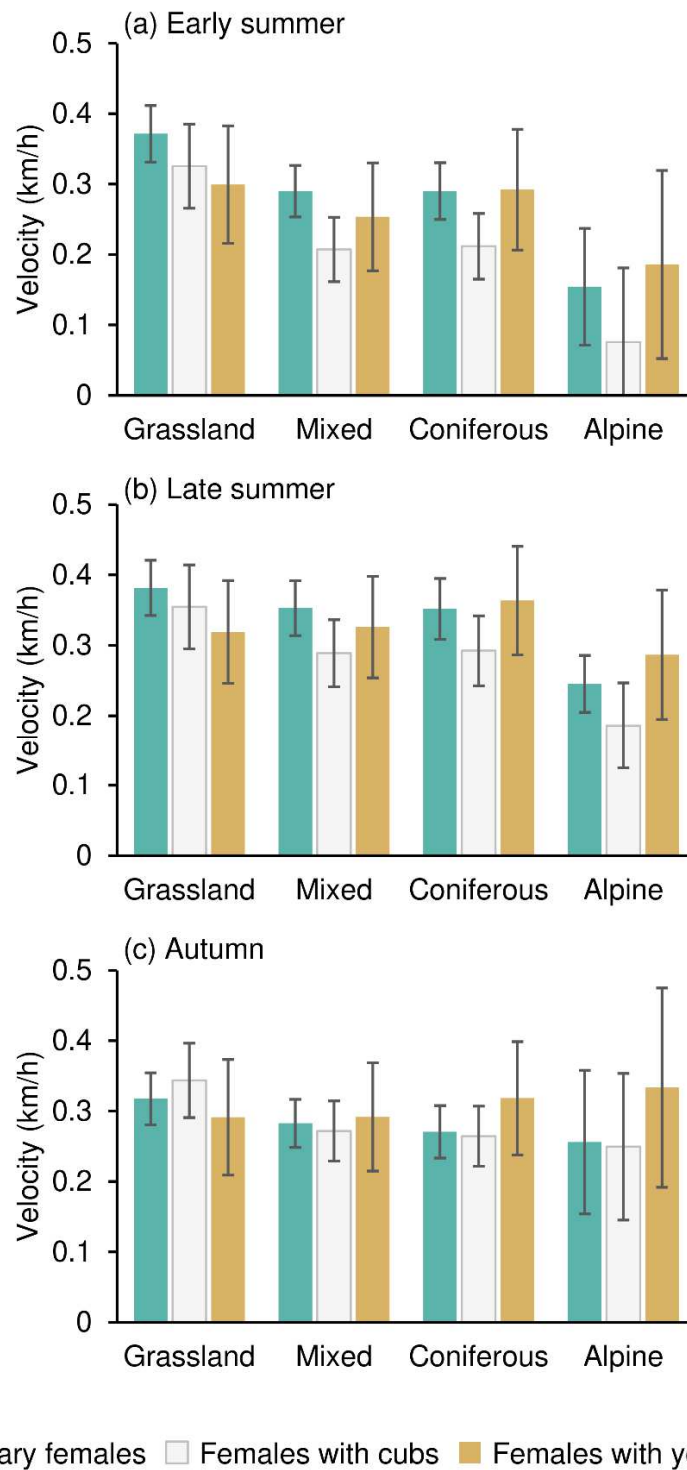 (a) Early summer
0.5
0.4
0.3
0.2
0.1
0
Velocity (km/h)
Grassland Mixed Coniferous Alpine
(b) Late summer
0.5
0.4
0.3
0.2
0.1
0
Velocity (km/h)
Grassland Mixed Coniferous Alpine
(c) Autumn
0.5
0.4
0.3
0.2
0.1
0
Velocity (km/h)
Grassland Mixed Coniferous Alpine
females Females with cubs Females with